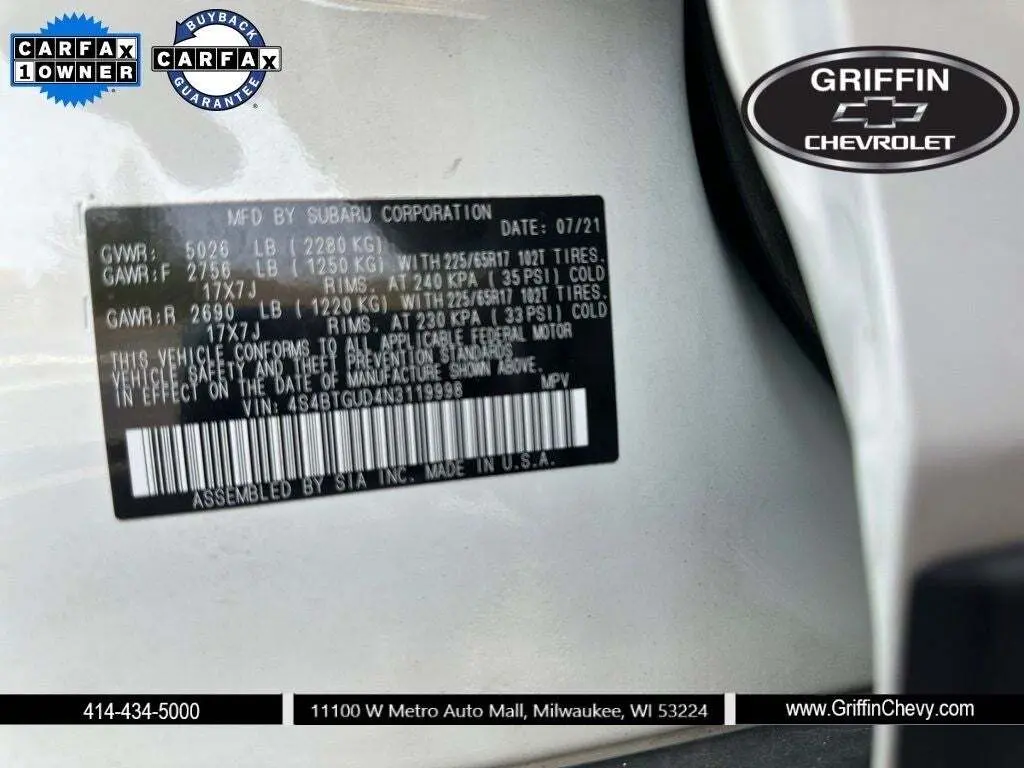 CARFAX
1 OWNER
BUYBACK
CARFAX
GUARANTEE
GRIFFIN
CHEVROLET
MFD BY SUBARU CORPORATION
DATE: 07/21
GVWR: 5026 LB ( 2280 KG)
GAWR:F 2756 LB ( 1250 KG) WITH 225/65R17 102T TIRES.
17X7J RIMS. AT 240 KPA ( 35 PSI) COLD
GAWR:R 2690 LB ( 1220 KG) WITH 225/65R17 102T TIRES.
17X7J RIMS. AT 230 KPA ( 33 PSI) COLD
THIS VEHICLE CONFORMS TO ALL APPLICABLE FEDERAL MOTOR
VEHICLE SAFETY AND THEFT PREVENTION STANDARDS
IN EFFECT ON THE DATE OF MANUFACTURE SHOWN ABOVE.
VIN: 4S4BTGUD4N3119998 MPV
ASSEMBLED BY SIA INC. MADE IN U.S.A.
414-434-5000
11100 W Metro Auto Mall, Milwaukee, WI 53224
www.GriffinChevy.com